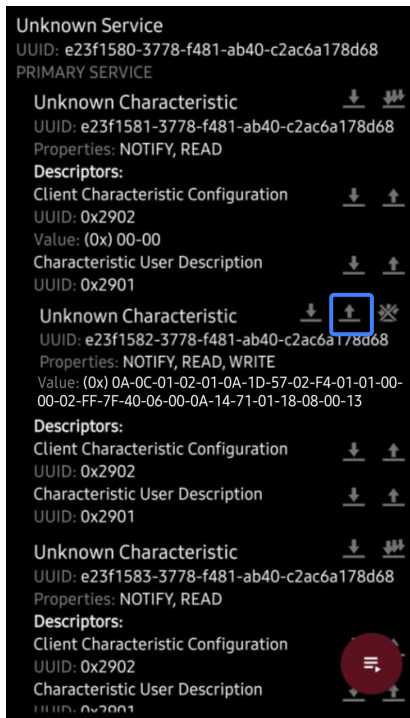 Unknown Service
UUID: e23f1580-3778-f481-ab40-c2ac6a178d68
PRIMARY SERVICE
Unknown Characteristic
UUID: e23f1581-3778-f481-ab40-c2ac6a178d68
Properties: NOTIFY, READ
Descriptors:
Client Characteristic Configuration
UUID: 0x2902
Value: (0x) 00-00
Characteristic User Description
UUID: 0x2901
Unknown Characteristic
UUID: e23f1582-3778-f481-ab40-c2ac6a178d68
Properties: NOTIFY, READ, WRITE
Value: (0x) 0A-0C-01-02-01-0A-1D-57-02-F4-01-01-00-
00-02-FF-7F-40-06-00-0A-14-71-01-18-08-00-13
Descriptors:
Client Characteristic Configuration
UUID: 0x2902
Characteristic User Description
UUID: 0x2901
Unknown Characteristic
UUID: e23f1583-3778-f481-ab40-c2ac6a178d68
Properties: NOTIFY, READ
Descriptors:
Client Characteristic Configuration
UUID: 0x2902
Characteristic User Description
UUID: 0x2901